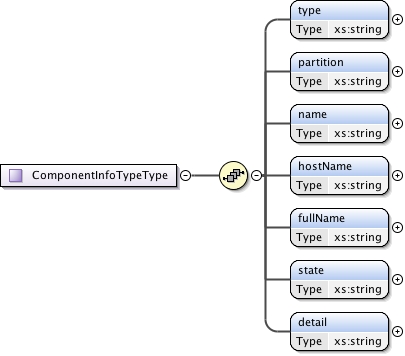 type
Type xs:string
partition
Type xs:string
name
Type xs:string
ComponentInfoTypeType
hostName
Type xs:string
fullName
Type xs:string
state
Type xs:string
detail
Type xs:string